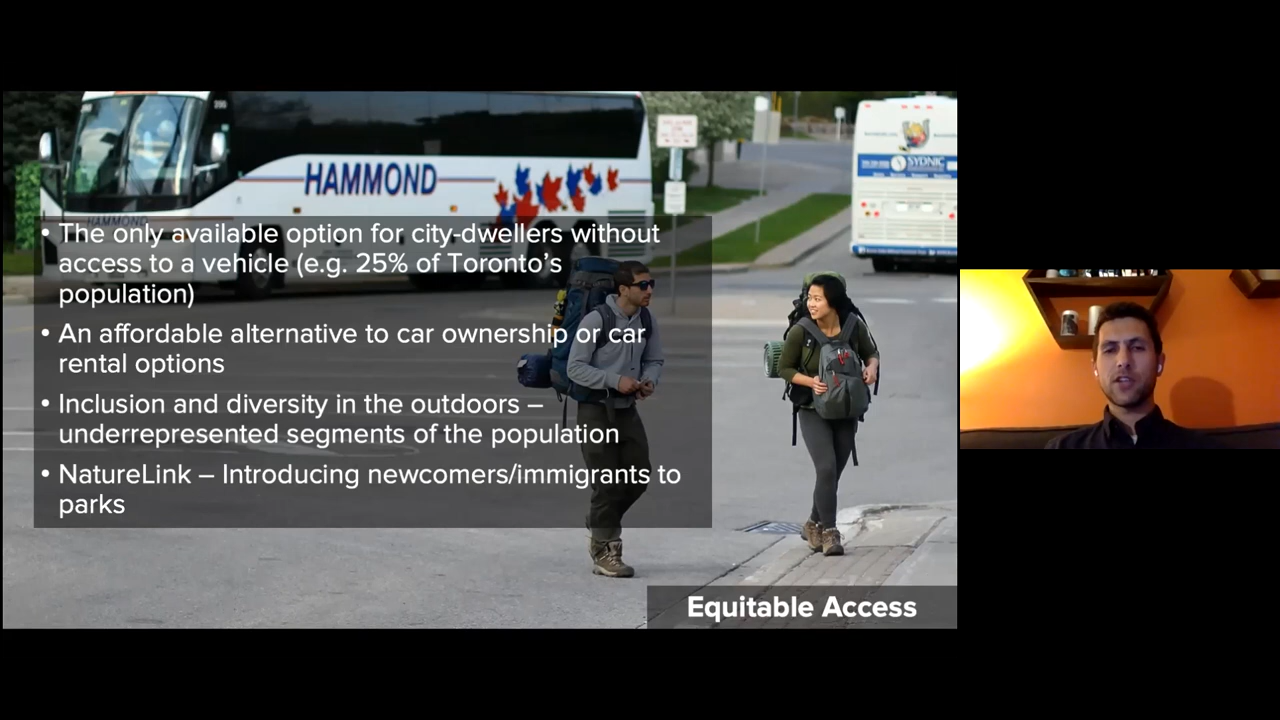 HAMMOND
SYDNIC
HAMMOND
• The only available option for city-dwellers without
access to a vehicle (e.g. 25% of Toronto's
population)
• An affordable alternative to car ownership or car
rental options
• Inclusion and diversity in the outdoors –
underrepresented segments of the population
• NatureLink – Introducing newcomers/immigrants to
parks
Equitable Access